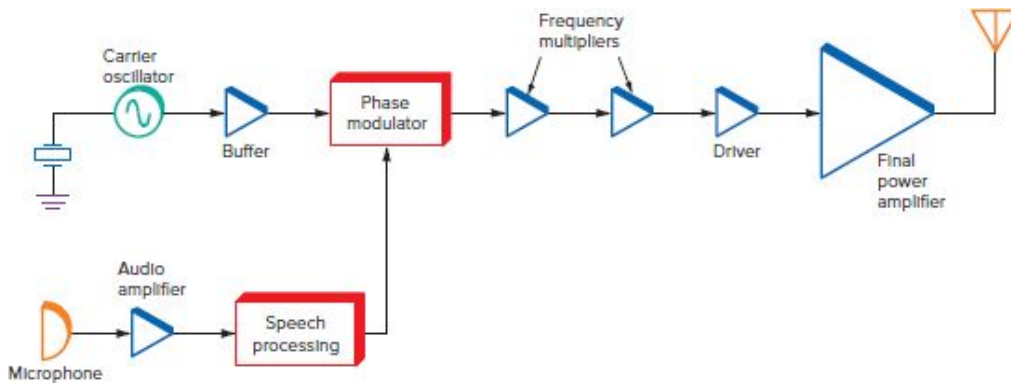 Frequency
multipliers
Carrier
oscillator
Phase
modulator
Buffer
Driver
Final
power
amplifier
Audio
amplifier
Speech
processing
Microphone